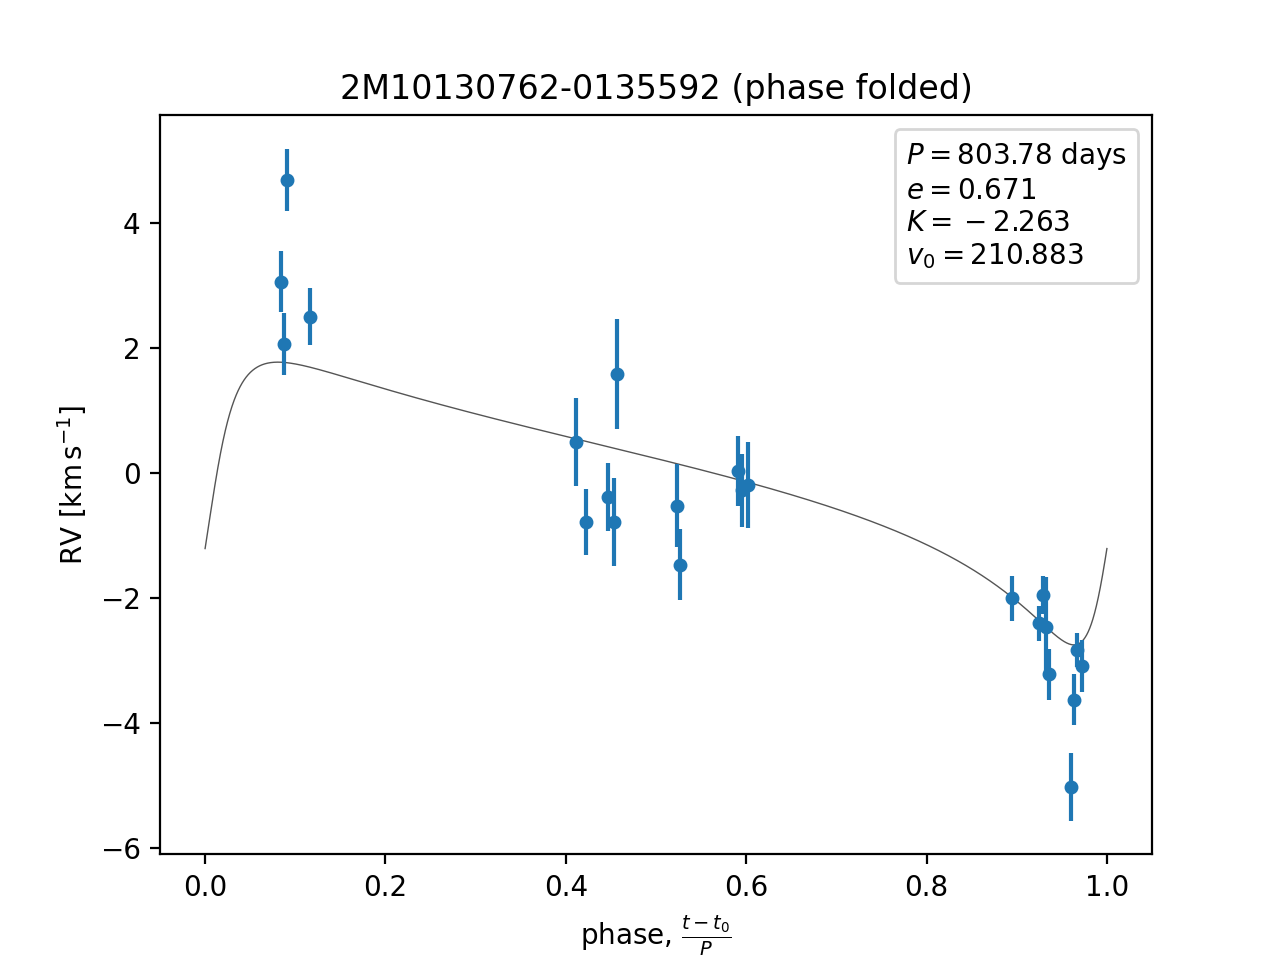 2M10130762-0135592 (phase folded)
P = 803.78 days
e = 0.671
K = −2.263
v₀ = 210.883
RV [km s⁻¹]
4
2
0
−2
−4
−6
0.0 0.2 0.4 0.6 0.8 1.0
phase, (t − t₀)/P